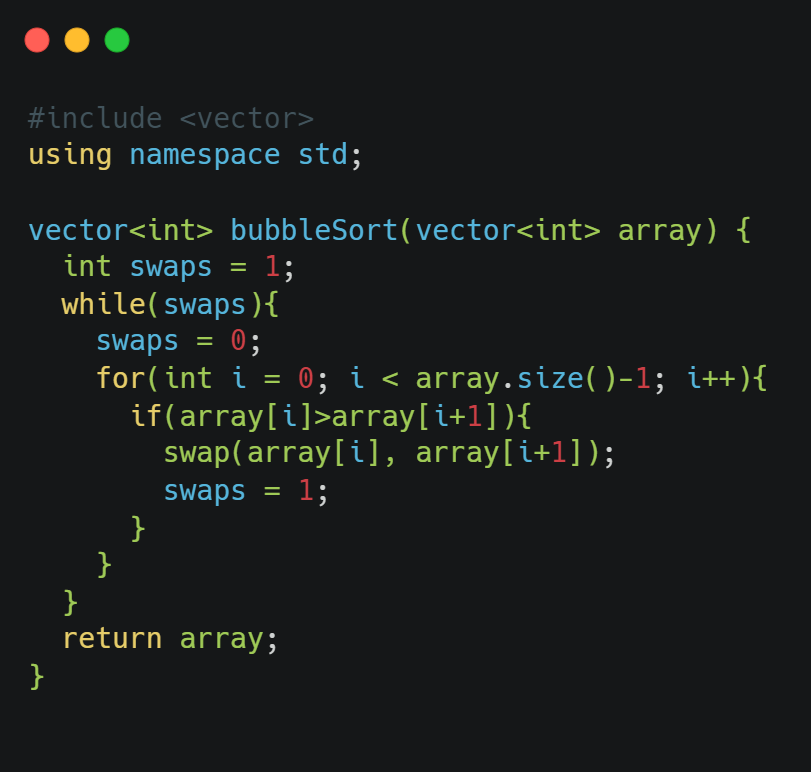 #include <vector>
using namespace std;
vector<int> bubbleSort(vector<int> array) {
int swaps = 1;
while(swaps){
swaps = 0;
for(int i = 0; i < array.size()-1; i++){
if(array[i]>array[i+1]){
swap(array[i], array[i+1]);
swaps = 1;
}
}
}
return array;
}